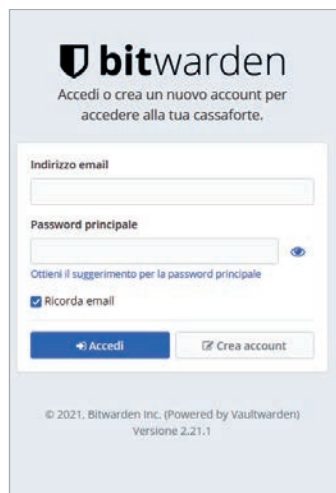 bitwarden
Accedi o crea un nuovo account per
accedere alla tua cassaforte.
Indirizzo email
Password principale
Ottieni il suggerimento per la password principale
Ricorda email
Accedi
Crea account
© 2021, Bitwarden Inc. (Powered by Vaultwarden)
Versione 2.21.1